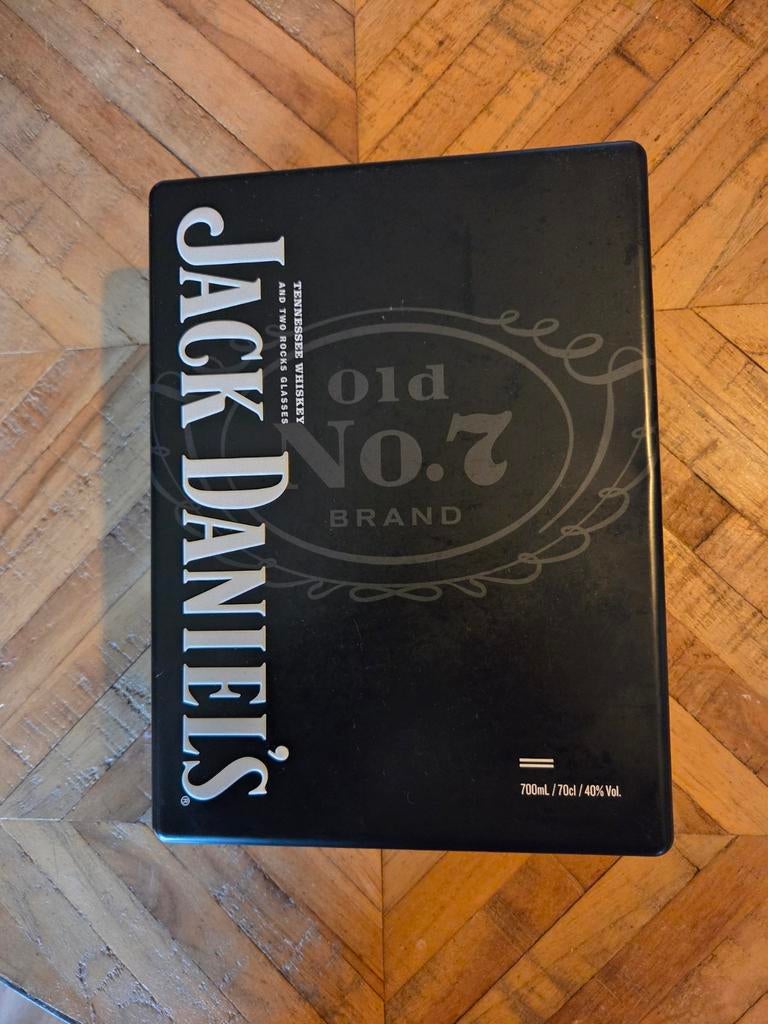 JACK DANIEL'S®
TENNESSEE WHISKEY
AND TWO ROCKS GLASSES
Old
No.7
BRAND
700mL / 70cl / 40% Vol.